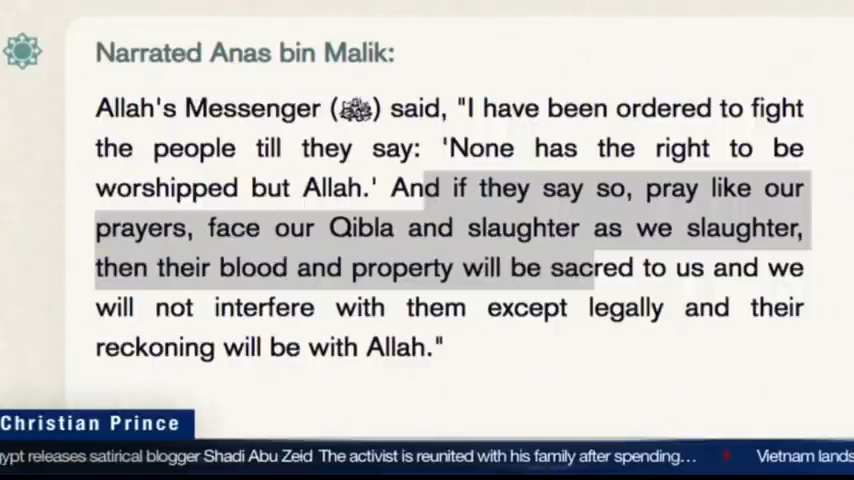 Narrated Anas bin Malik:
Allah's Messenger (ﷺ) said, "I have been ordered to fight
the people till they say: 'None has the right to be
worshipped but Allah.' And if they say so, pray like our
prayers, face our Qibla and slaughter as we slaughter,
then their blood and property will be sacred to us and we
will not interfere with them except legally and their
reckoning will be with Allah."
Christian Prince
gypt releases satirical blogger Shadi Abu Zeid The activist is reunited with his family after spending... Vietnam lands